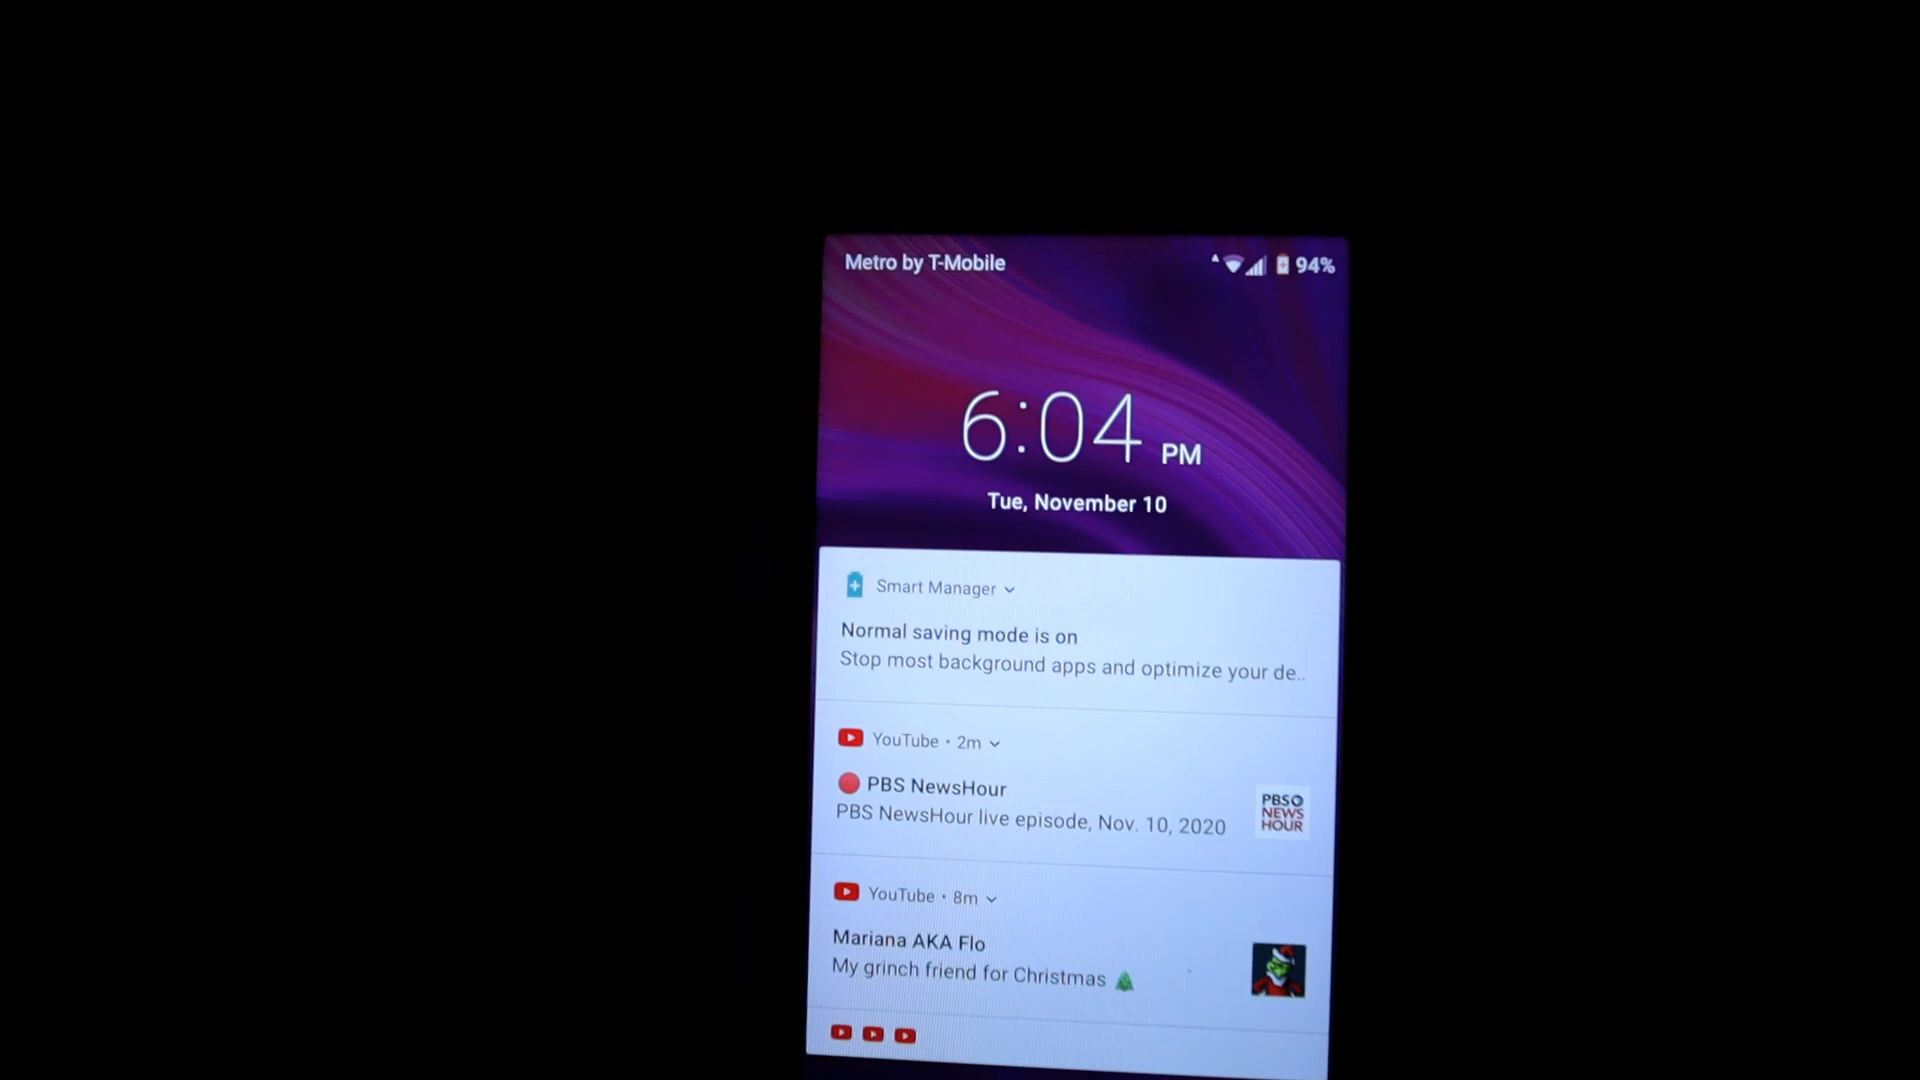 Metro by T-Mobile
94%
6:04 PM
Tue, November 10
Smart Manager
Normal saving mode is on
Stop most background apps and optimize your de..
YouTube • 2m
PBS NewsHour
PBS NewsHour live episode, Nov. 10, 2020
PBS
NEWS
HOUR
YouTube • 8m
Mariana AKA Flo
My grinch friend for Christmas 🎄